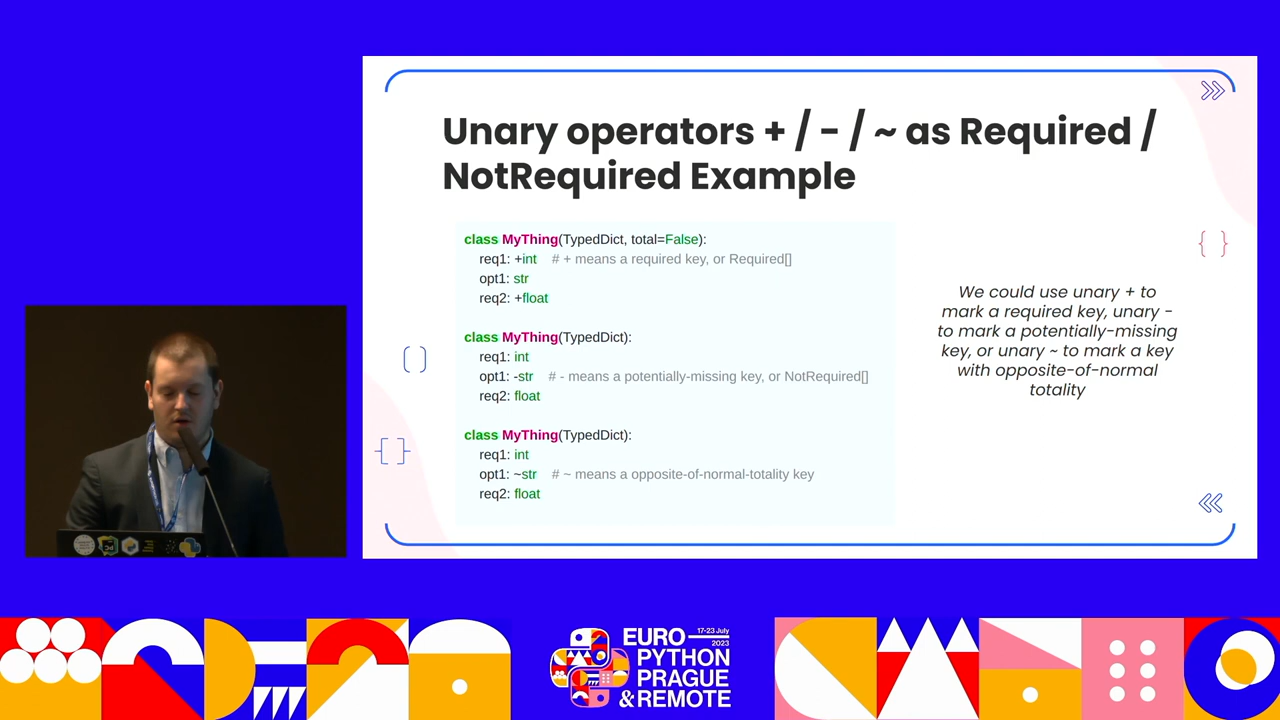 Unary operators + / - / ~ as Required /
NotRequired Example
class MyThing(TypedDict, total=False):
req1: +int # + means a required key, or Required[]
opt1: str
req2: +float
class MyThing(TypedDict):
req1: int
opt1: -str # - means a potentially-missing key, or NotRequired[]
req2: float
class MyThing(TypedDict):
req1: int
opt1: ~str # ~ means a opposite-of-normal-totality key
req2: float
We could use unary + to
mark a required key, unary -
to mark a potentially-missing
key, or unary ~ to mark a key
with opposite-of-normal
totality
EURO 17-23 July
2023
PYTHON
PRAGUE
& REMOTE